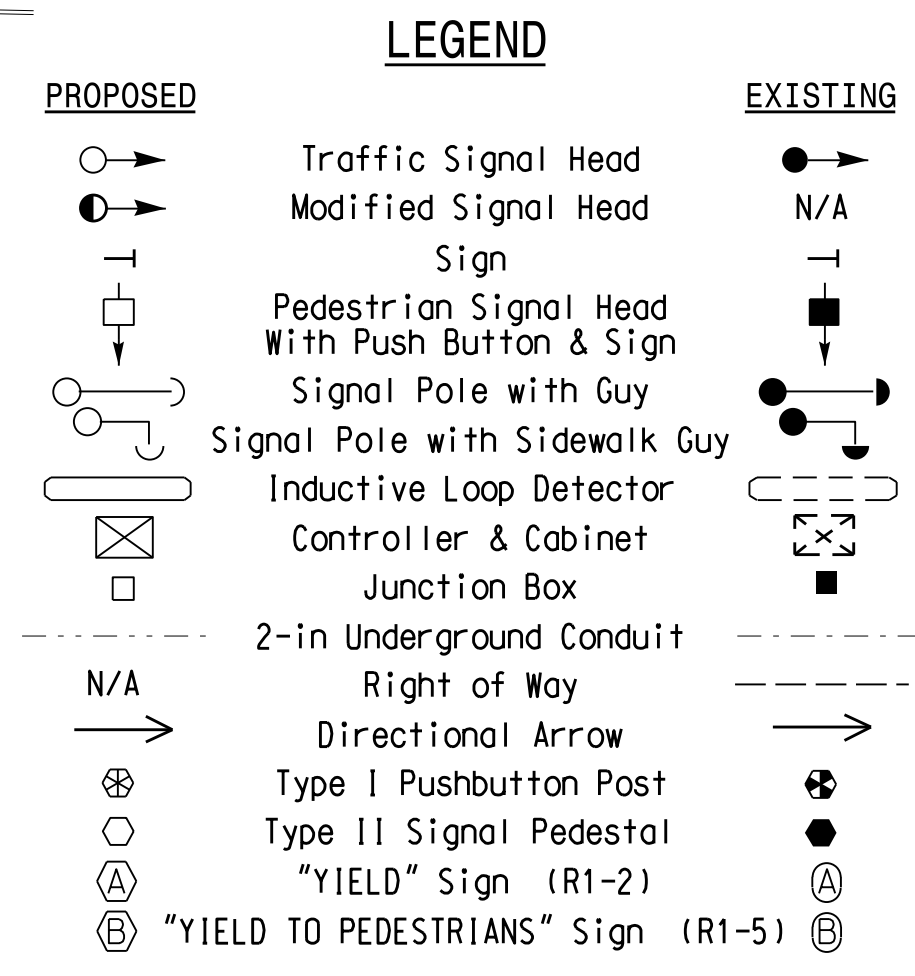 LEGEND
PROPOSED EXISTING
Traffic Signal Head
Modified Signal Head N/A
Sign
Pedestrian Signal Head
With Push Button & Sign
Signal Pole with Guy
Signal Pole with Sidewalk Guy
Inductive Loop Detector
Controller & Cabinet
Junction Box
2-in Underground Conduit
N/A Right of Way
Directional Arrow
Type I Pushbutton Post
Type II Signal Pedestal
A "YIELD" Sign (R1-2) A
B "YIELD TO PEDESTRIANS" Sign (R1-5) B